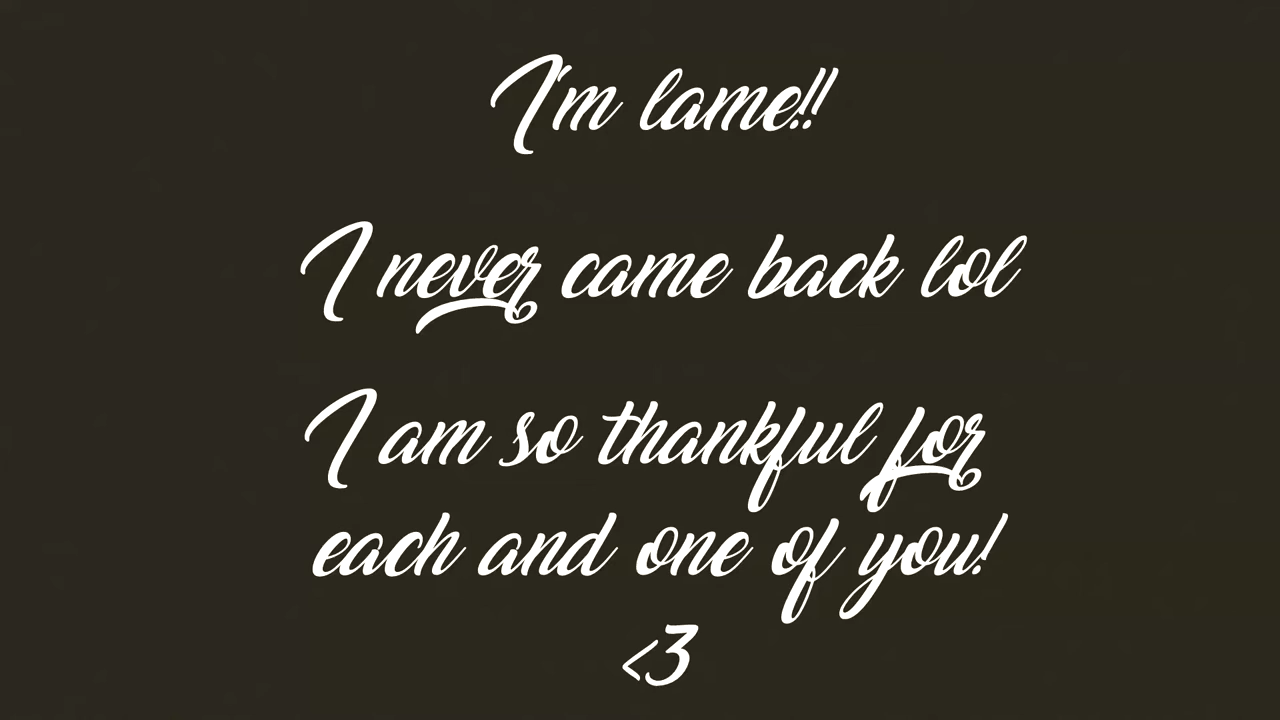 I'm lame!!
I never came back lol
I am so thankful for
each and one of you!
<3